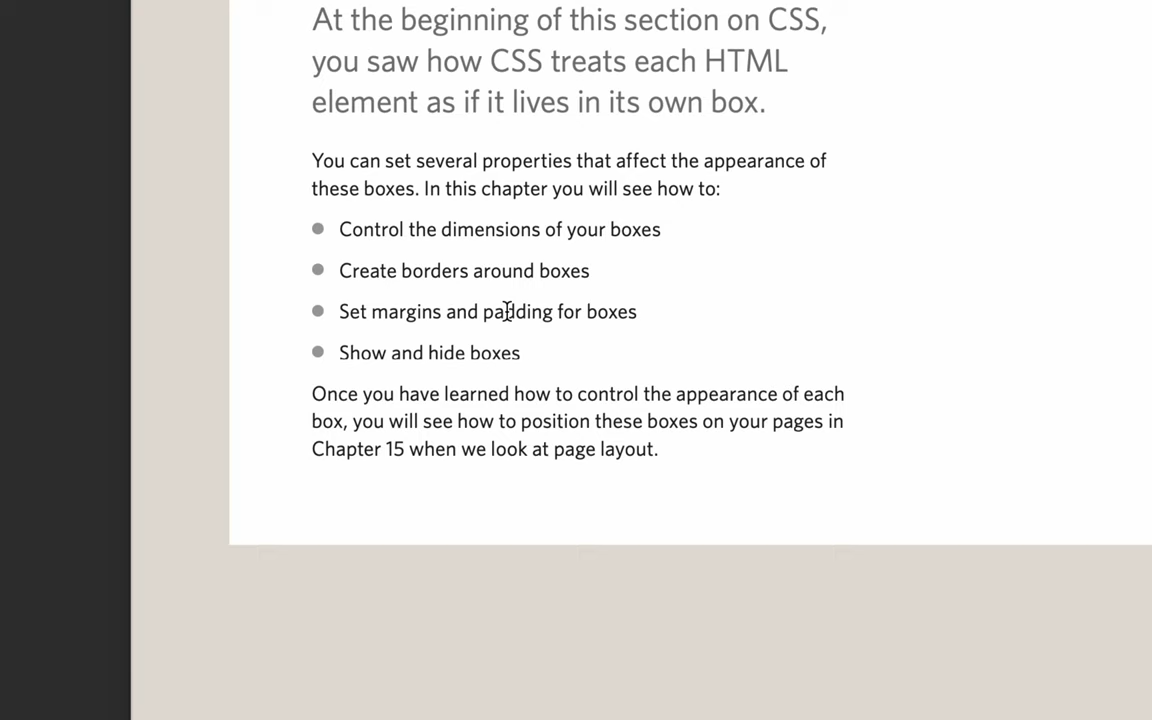 At the beginning of this section on CSS,
you saw how CSS treats each HTML
element as if it lives in its own box.
You can set several properties that affect the appearance of
these boxes. In this chapter you will see how to:
Control the dimensions of your boxes
Create borders around boxes
Set margins and padding for boxes
Show and hide boxes
Once you have learned how to control the appearance of each
box, you will see how to position these boxes on your pages in
Chapter 15 when we look at page layout.